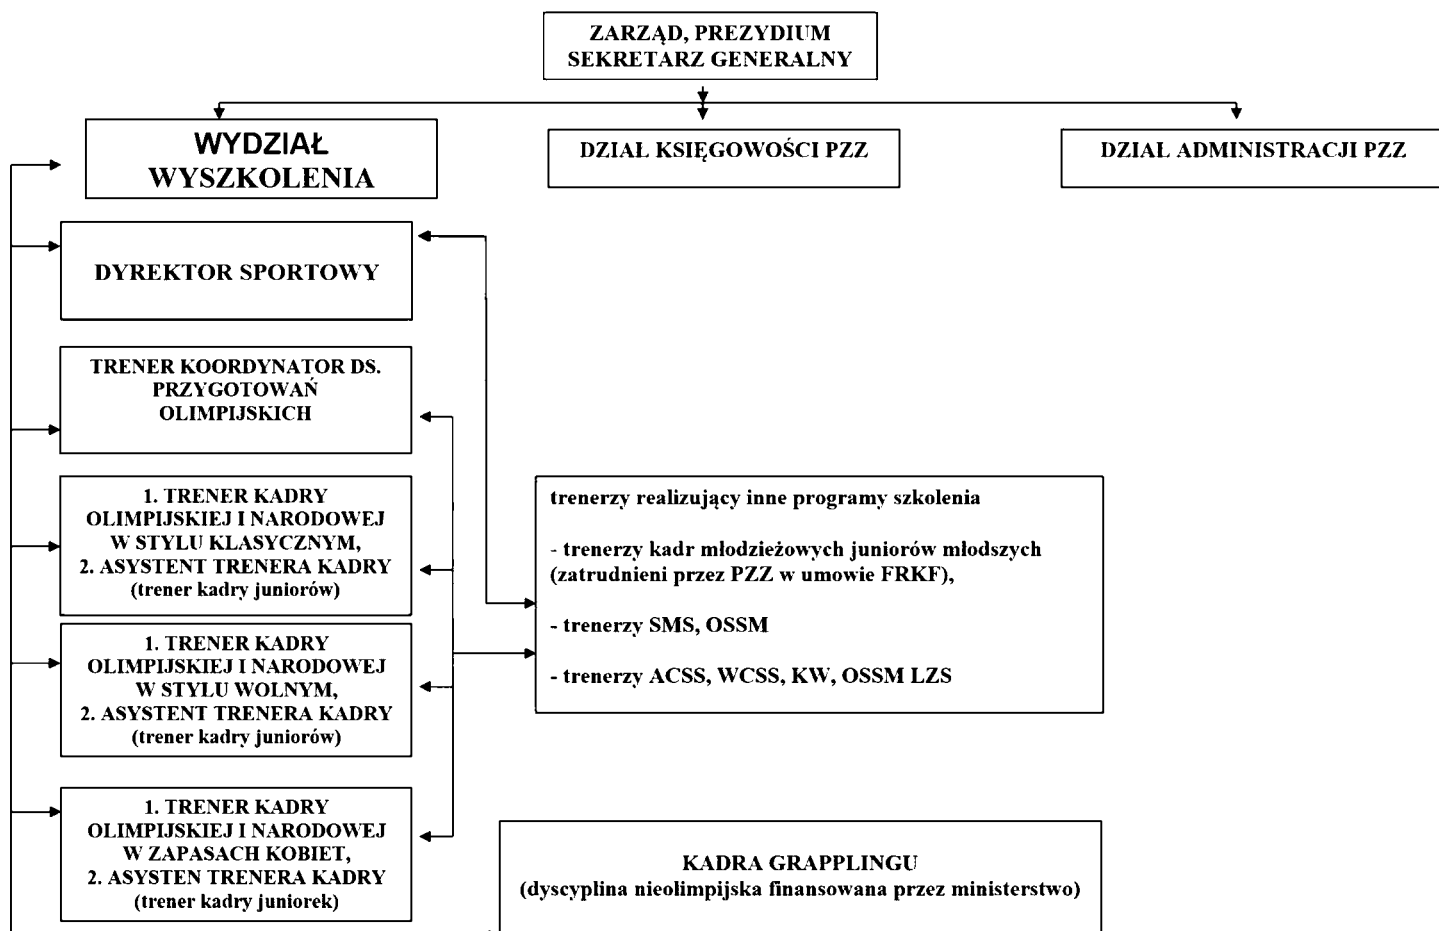 ZARZĄD, PREZYDIUM
SEKRETARZ GENERALNY
WYDZIAŁ
WYSZKOLENIA
DZIAŁ KSIĘGOWOŚCI PZZ
DZIAŁ ADMINISTRACJI PZZ
DYREKTOR SPORTOWY
TRENER KOORDYNATOR DS.
PRZYGOTOWAŃ
OLIMPIJSKICH
1. TRENER KADRY
OLIMPIJSKIEJ I NARODOWEJ
W STYLU KLASYCZNYM,
2. ASYSTENT TRENERA KADRY
(trener kadry juniorów)
1. TRENER KADRY
OLIMPIJSKIEJ I NARODOWEJ
W STYLU WOLNYM,
2. ASYSTENT TRENERA KADRY
(trener kadry juniorów)
1. TRENER KADRY
OLIMPIJSKIEJ I NARODOWEJ
W ZAPASACH KOBIET,
2. ASYSTEN TRENERA KADRY
(trener kadry juniorek)
trenerzy realizujący inne programy szkolenia
- trenerzy kadr młodzieżowych juniorów młodszych
(zatrudnieni przez PZZ w umowie FRKF),
- trenerzy SMS, OSSM
- trenerzy ACSS, WCSS, KW, OSSM LZS
KADRA GRAPPLINGU
(dyscyplina nieolimpijska finansowana przez ministerstwo)